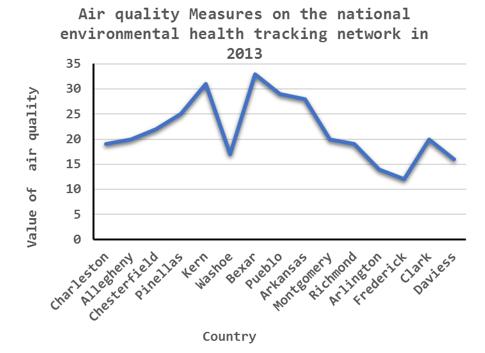 Air quality Measures on the national
environmental health tracking network in
2013
35
30
25
20
15
10
5
0
Value of  air quality
Charleston
Allegheny
Chesterfield
Pinellas
Kern
Washoe
Bexar
Pueblo
Arkansas
Montgomery
Richmond
Arlington
Frederick
Clark
Daviess
Country